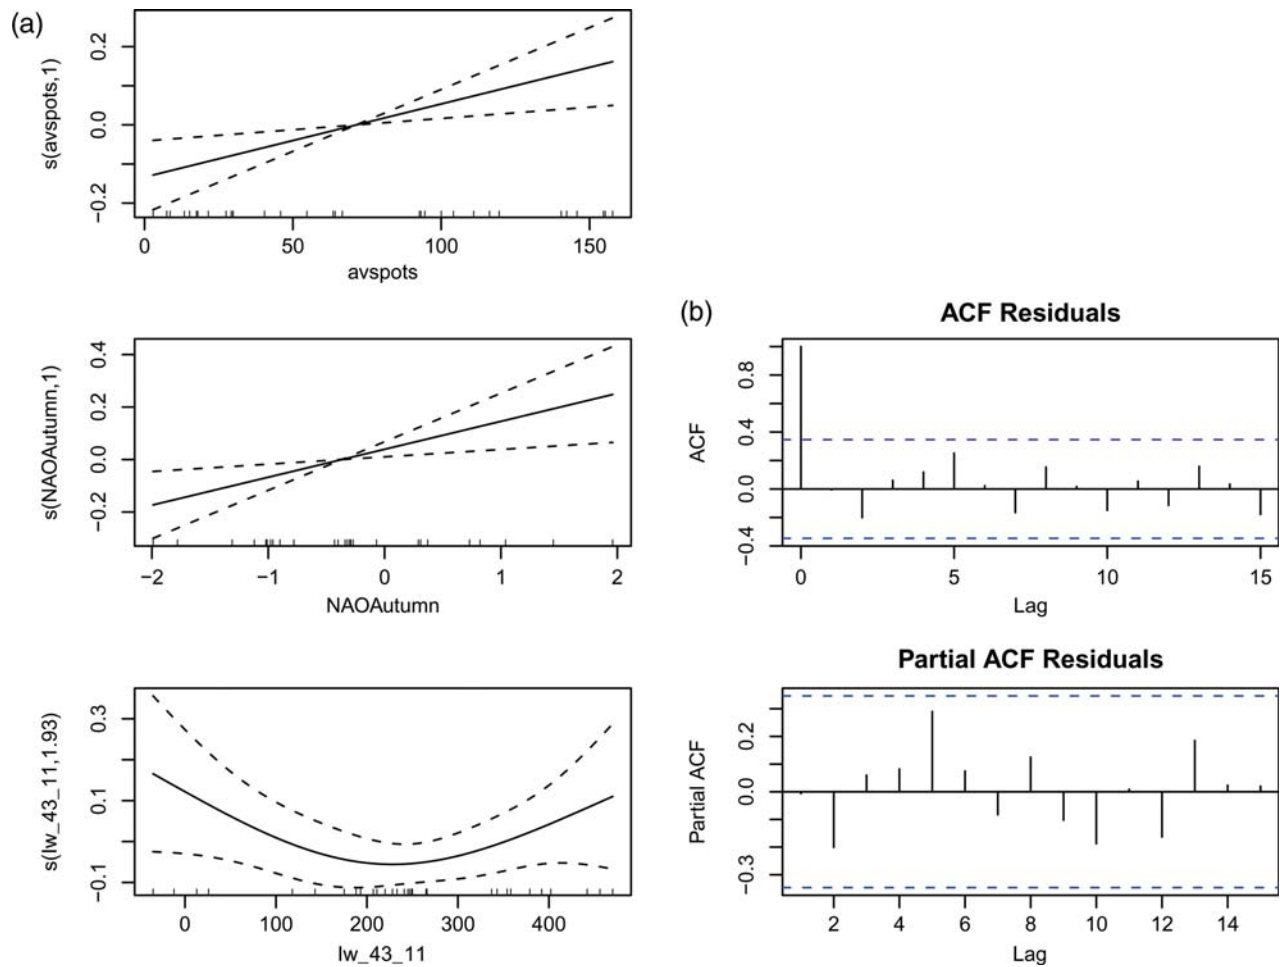 (a)
s(avspots,1)
0.2
0.0
−0.2
0 50 100 150
avspots
s(NAOAutumn,1)
0.4
0.2
0.0
−0.2
−2 −1 0 1 2
NAOAutumn
s(lw_43_11,1.93)
0.3
0.1
−0.1
0 100 200 300 400
lw_43_11
(b)
ACF Residuals
ACF
0.8
0.4
0.0
−0.4
0 5 10 15
Lag
Partial ACF Residuals
Partial ACF
0.2
0.0
−0.3
2 4 6 8 10 12 14
Lag